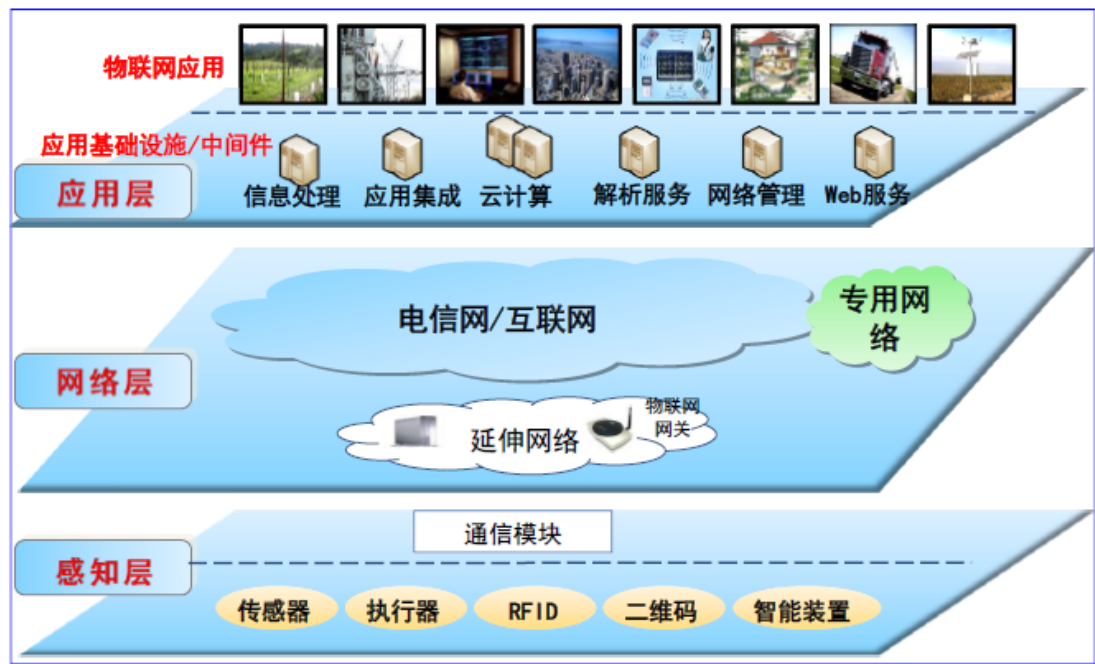 物联网应用
应用基础设施/中间件
应用层
信息处理
应用集成
云计算
解析服务
网络管理
Web服务
电信网/互联网
专用网
络
网络层
物联网
网关
延伸网络
通信模块
感知层
传感器
执行器
RFID
二维码
智能装置